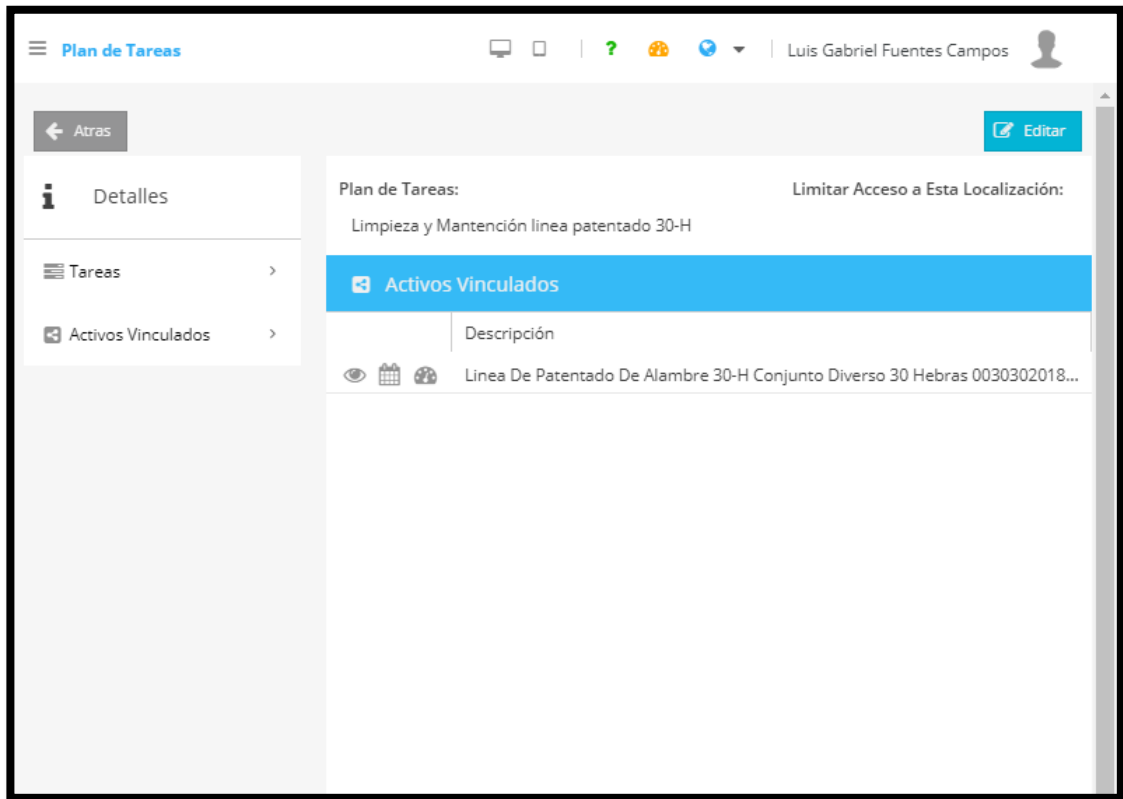 Plan de Tareas
? Luis Gabriel Fuentes Campos
Atras
Editar
Detalles
Tareas
Activos Vinculados
Plan de Tareas:
Limitar Acceso a Esta Localización:
Limpieza y Mantención linea patentado 30-H
Activos Vinculados
Descripción
Linea De Patentado De Alambre 30-H Conjunto Diverso 30 Hebras 0030302018...